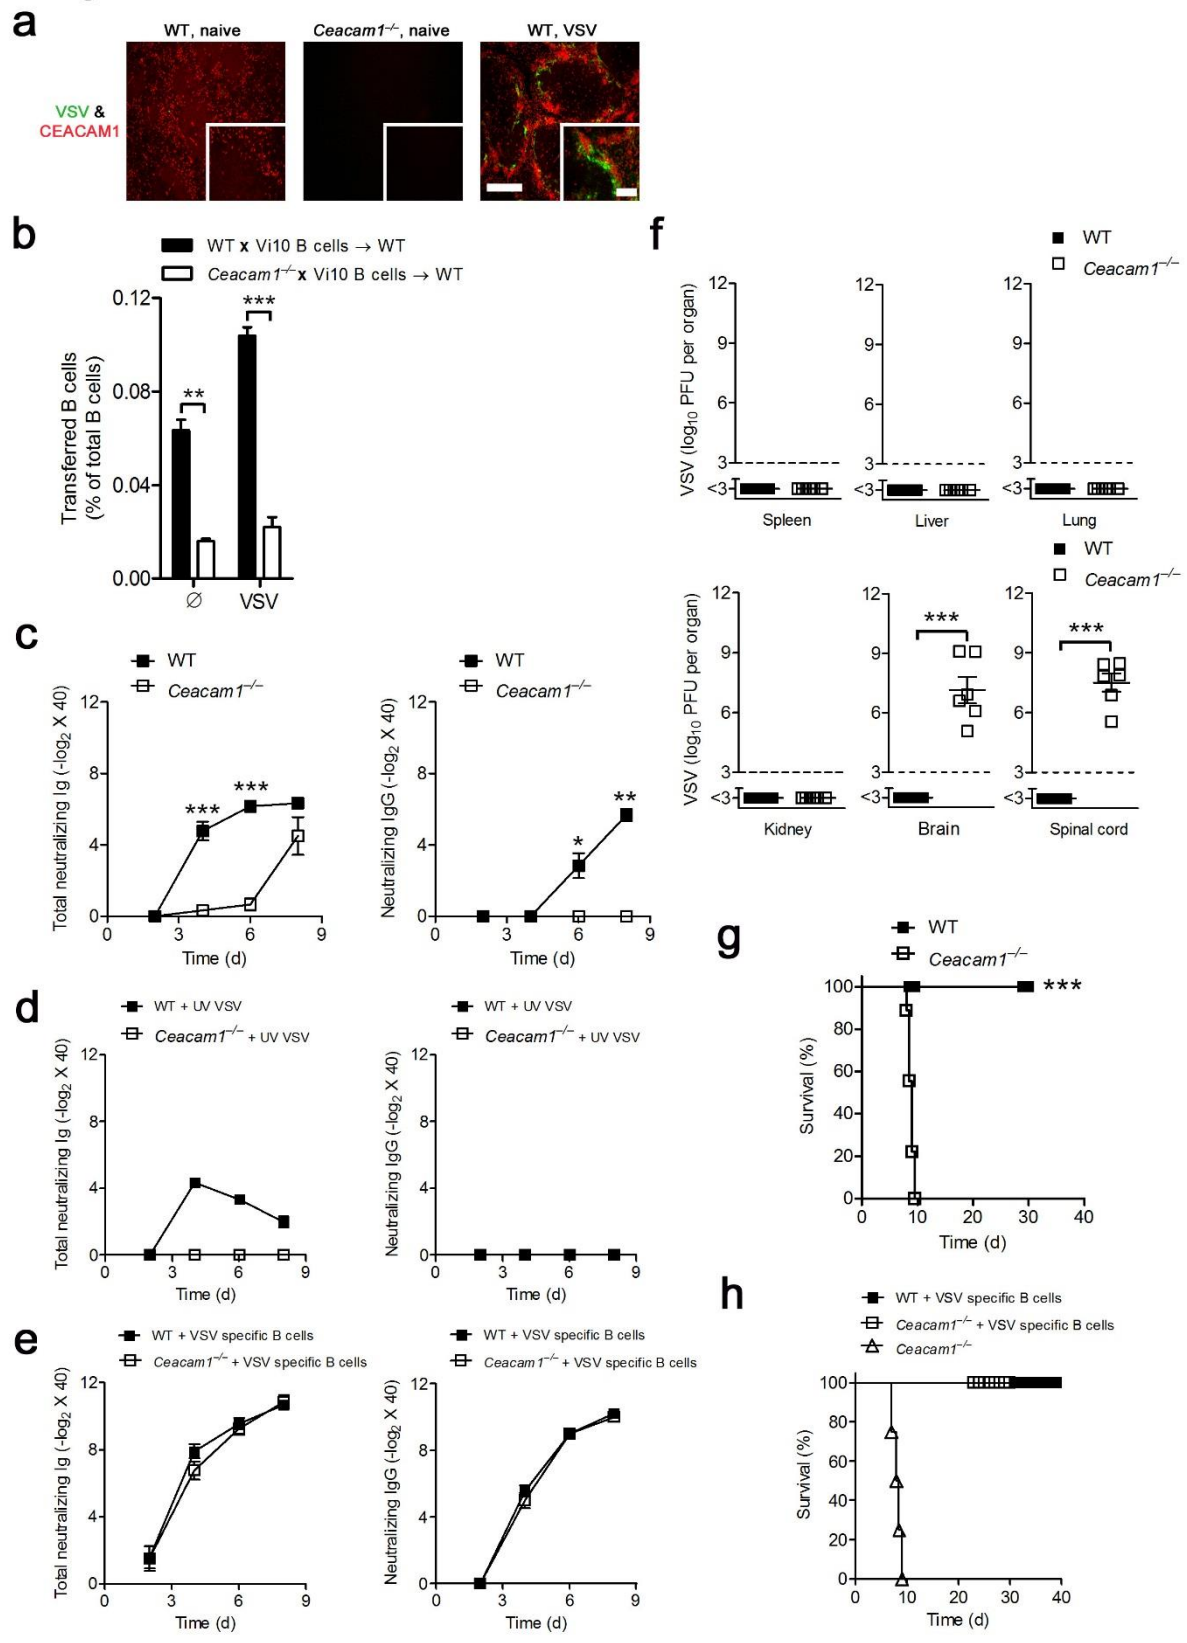 a
WT, naive
Ceacam1−/−, naive
WT, VSV
VSV &
CEACAM1
b
WT x Vi10 B cells → WT
Ceacam1−/− x Vi10 B cells → WT
Transferred B cells
(% of total B cells)
0.12
0.08
0.04
0.00
**
***
∅
VSV
c
WT
Ceacam1−/−
Total neutralizing Ig (-log2 X 40)
12
8
4
0
***
***
0
3
6
9
Time (d)
WT
Ceacam1−/−
Neutralizing IgG (-log2 X 40)
12
8
4
0
*
**
0
3
6
9
Time (d)
d
WT + UV VSV
Ceacam1−/− + UV VSV
Total neutralizing Ig (-log2 X 40)
12
8
4
0
0
3
6
9
Time (d)
WT + UV VSV
Ceacam1−/− + UV VSV
Neutralizing IgG (-log2 X 40)
12
8
4
0
0
3
6
9
Time (d)
e
WT + VSV specific B cells
Ceacam1−/− + VSV specific B cells
Total neutralizing Ig (-log2 X 40)
12
8
4
0
0
3
6
9
Time (d)
WT + VSV specific B cells
Ceacam1−/− + VSV specific B cells
Neutralizing IgG (-log2 X 40)
12
8
4
0
0
3
6
9
Time (d)
f
WT
Ceacam1−/−
VSV (log10 PFU per organ)
12
9
6
3
<3
Spleen
12
9
6
3
<3
Liver
12
9
6
3
<3
Lung
WT
Ceacam1−/−
VSV (log10 PFU per organ)
12
9
6
3
<3
Kidney
12
9
6
3
<3
***
Brain
12
9
6
3
<3
***
Spinal cord
g
WT
Ceacam1−/−
Survival (%)
100
80
60
40
20
0
***
0
10
20
30
40
Time (d)
h
WT + VSV specific B cells
Ceacam1−/− + VSV specific B cells
Ceacam1−/−
Survival (%)
100
80
60
40
20
0
0
10
20
30
40
Time (d)